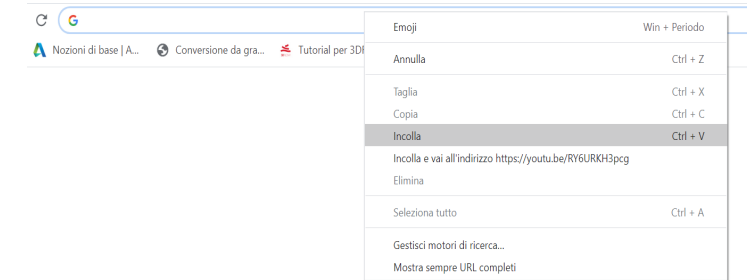 G
Emoji Win + Periodo
Nozioni di base | A... Conversione da gra... Tutorial per 3D
Annulla Ctrl + Z
Taglia Ctrl + X
Copia Ctrl + C
Incolla Ctrl + V
Incolla e vai all'indirizzo https://youtu.be/RY6URKH3pcg
Elimina
Seleziona tutto Ctrl + A
Gestisci motori di ricerca...
Mostra sempre URL completi